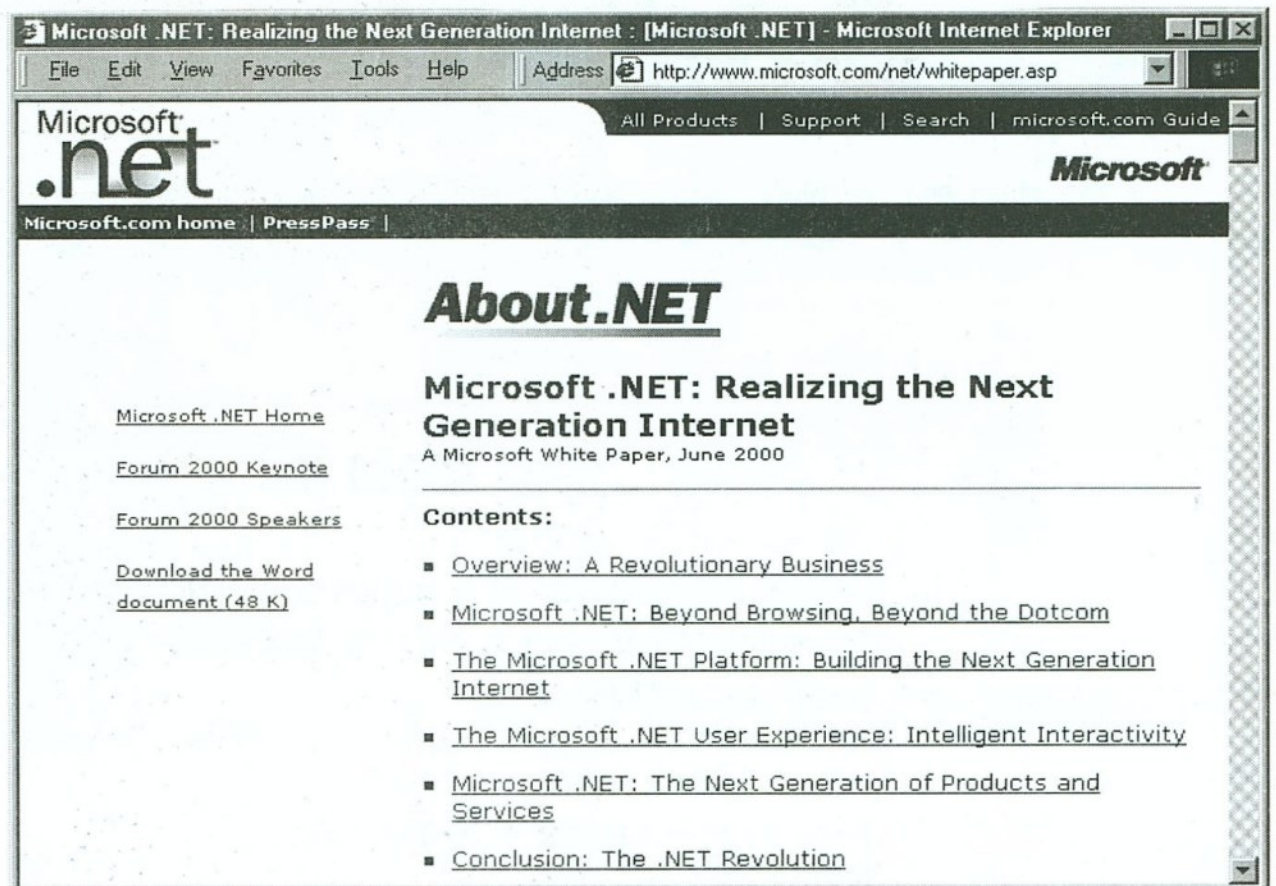 Microsoft .NET: Realizing the Next Generation Internet : [Microsoft .NET] - Microsoft Internet Explorer
File Edit View Favorites Tools Help Address http://www.microsoft.com/net/whitepaper.asp
Microsoft
.net
All Products | Support | Search | microsoft.com Guide
Microsoft
Microsoft.com home | PressPass |
About.NET
Microsoft .NET: Realizing the Next
Generation Internet
A Microsoft White Paper, June 2000
Microsoft .NET Home
Forum 2000 Keynote
Forum 2000 Speakers
Download the Word
document (48 K)
Contents:
Overview: A Revolutionary Business
Microsoft .NET: Beyond Browsing, Beyond the Dotcom
The Microsoft .NET Platform: Building the Next Generation
Internet
The Microsoft .NET User Experience: Intelligent Interactivity
Microsoft .NET: The Next Generation of Products and
Services
Conclusion: The .NET Revolution